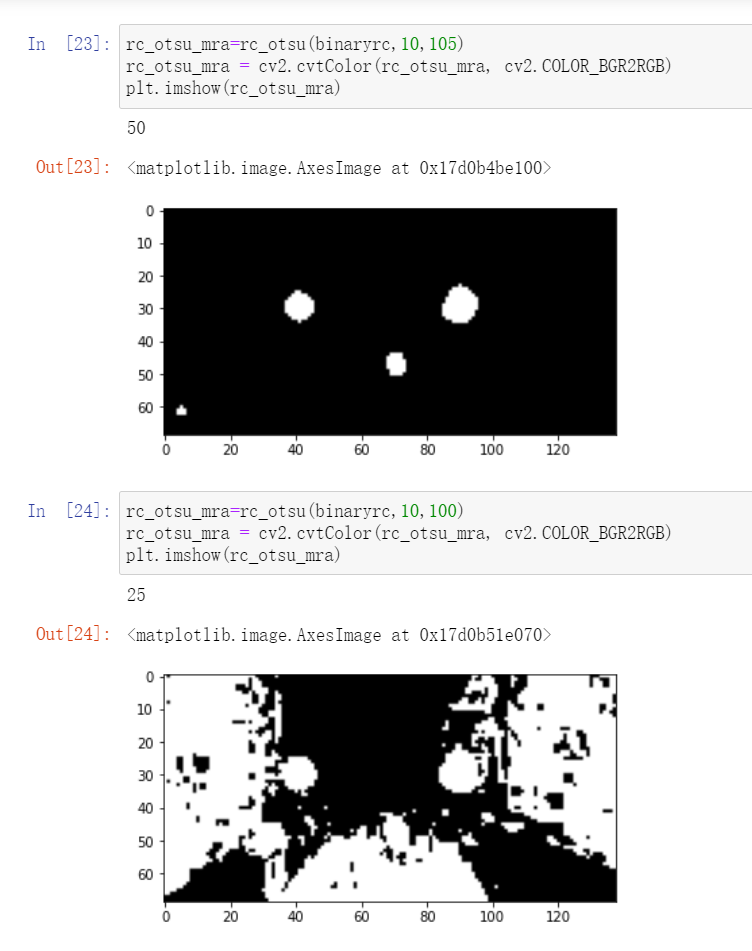 In [23]: rc_otsu_mra=rc_otsu(binaryrc,10,105)
rc_otsu_mra = cv2.cvtColor(rc_otsu_mra, cv2.COLOR_BGR2RGB)
plt.imshow(rc_otsu_mra)
50
Out[23]: <matplotlib.image.AxesImage at 0x17d0b4be100>
0
10
20
30
40
50
60
0 20 40 60 80 100 120
In [24]: rc_otsu_mra=rc_otsu(binaryrc,10,100)
rc_otsu_mra = cv2.cvtColor(rc_otsu_mra, cv2.COLOR_BGR2RGB)
plt.imshow(rc_otsu_mra)
25
Out[24]: <matplotlib.image.AxesImage at 0x17d0b51e070>
0
10
20
30
40
50
60
0 20 40 60 80 100 120